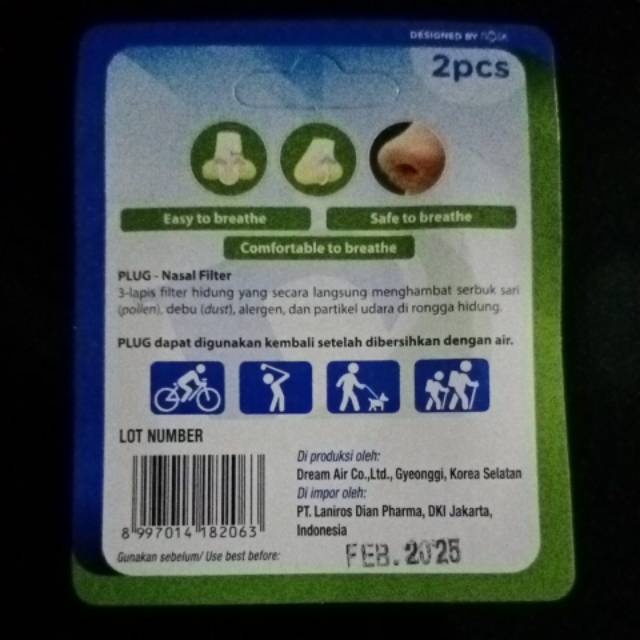 DESIGNED BY
2pcs
Easy to breathe
Safe to breathe
Comfortable to breathe
PLUG - Nasal Filter
3-lapis filter hidung yang secara langsung menghambat serbuk sari
(pollen), debu (dust), alergen, dan partikel udara di rongga hidung.
PLUG dapat digunakan kembali setelah dibersihkan dengan air.
LOT NUMBER
Di produksi oleh:
Dream Air Co.,Ltd., Gyeonggi, Korea Selatan
Di impor oleh:
PT. Laniros Dian Pharma, DKI Jakarta,
Indonesia
8 997014 182063
Gunakan sebelum/ Use best before:
FEB. 2025